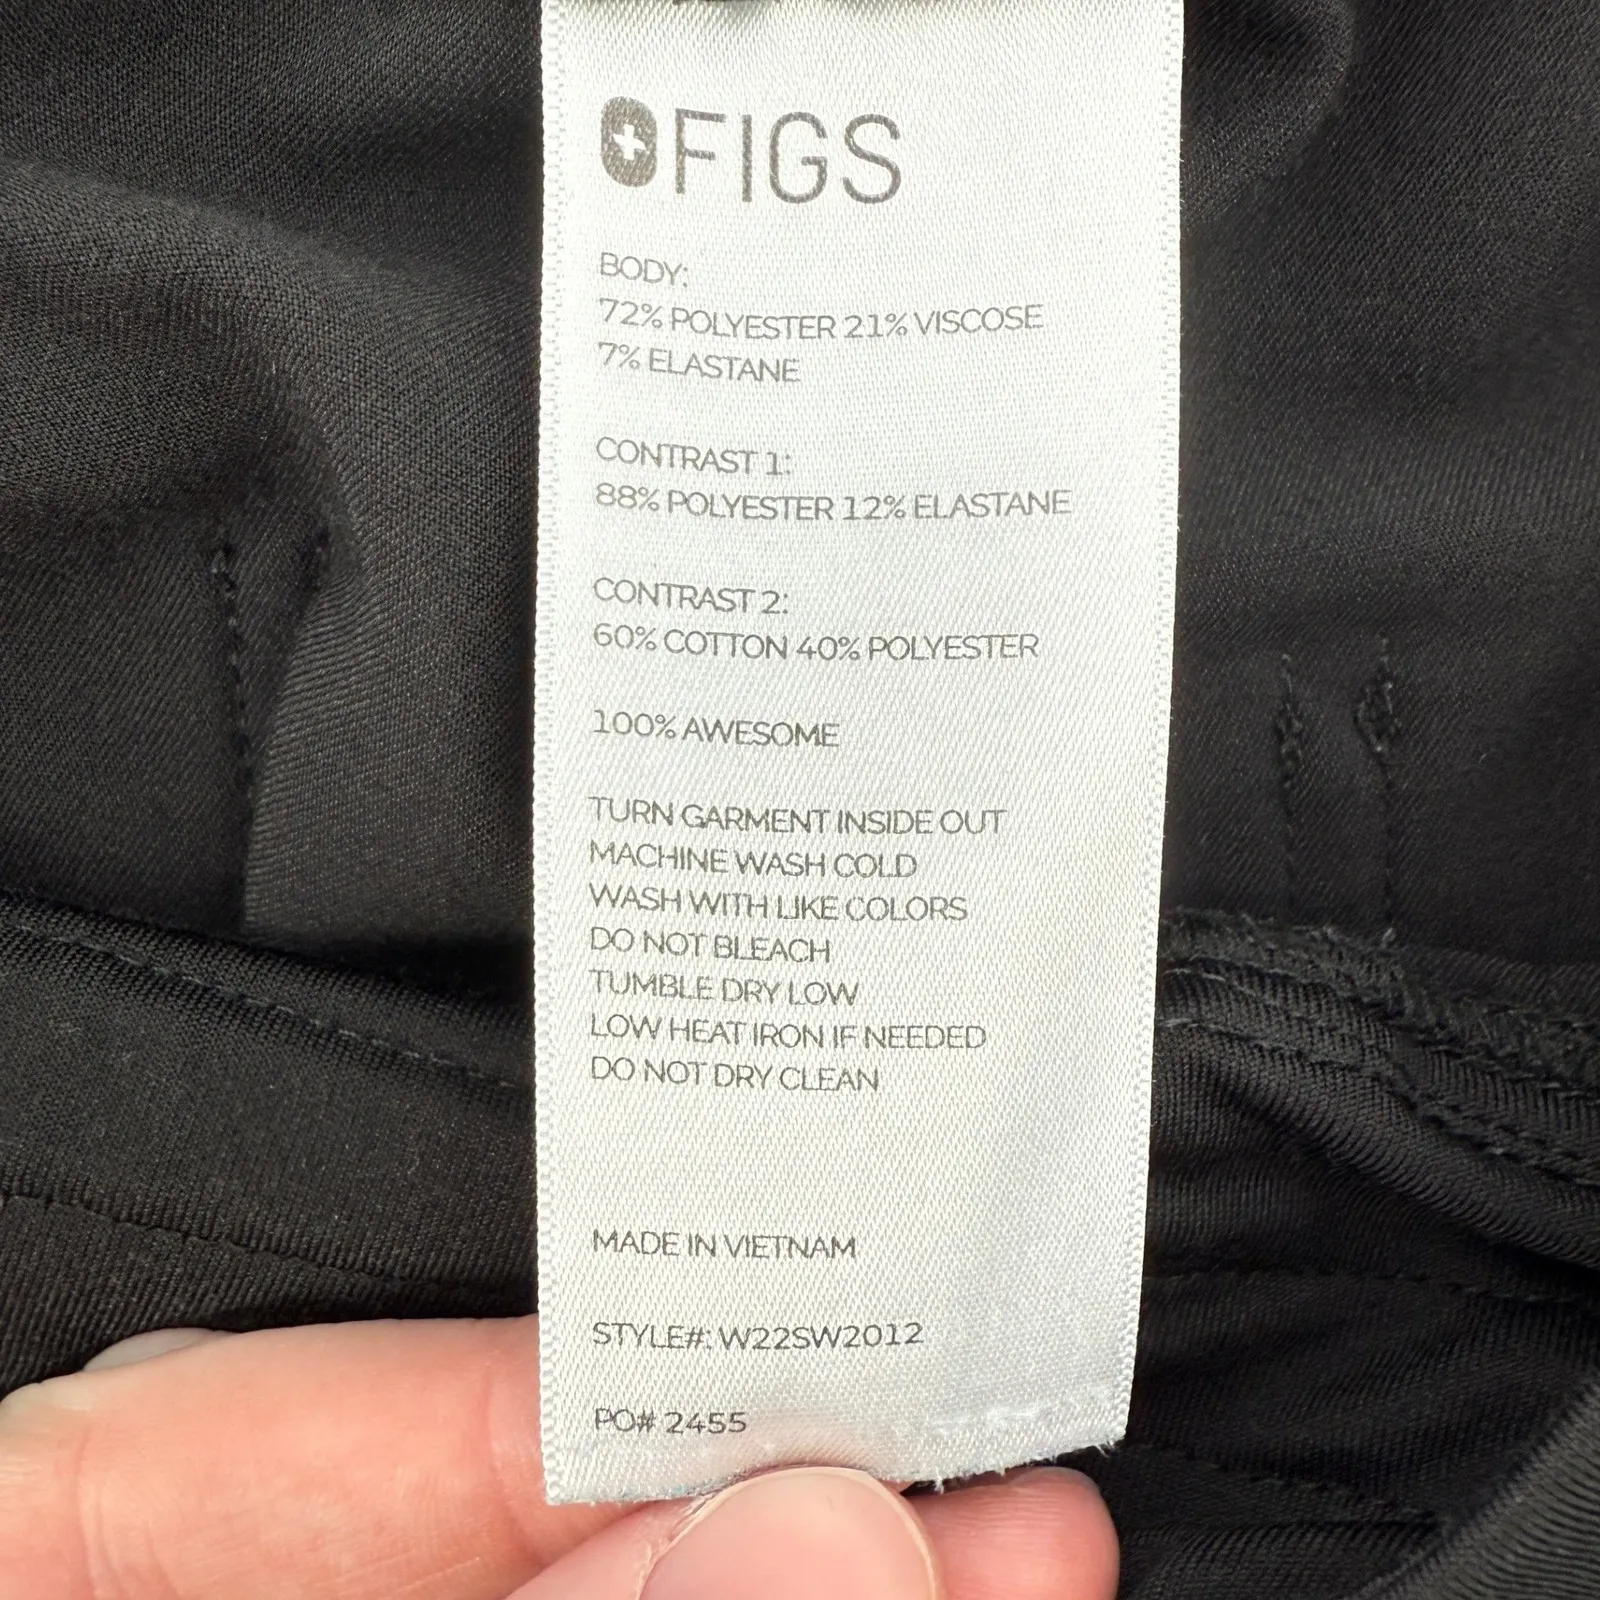 FIGS
BODY:
72% POLYESTER 21% VISCOSE
7% ELASTANE
CONTRAST 1:
88% POLYESTER 12% ELASTANE
CONTRAST 2:
60% COTTON 40% POLYESTER
100% AWESOME
TURN GARMENT INSIDE OUT
MACHINE WASH COLD
WASH WITH LIKE COLORS
DO NOT BLEACH
TUMBLE DRY LOW
LOW HEAT IRON IF NEEDED
DO NOT DRY CLEAN
MADE IN VIETNAM
STYLE#: W22SW2012
PO# 2455